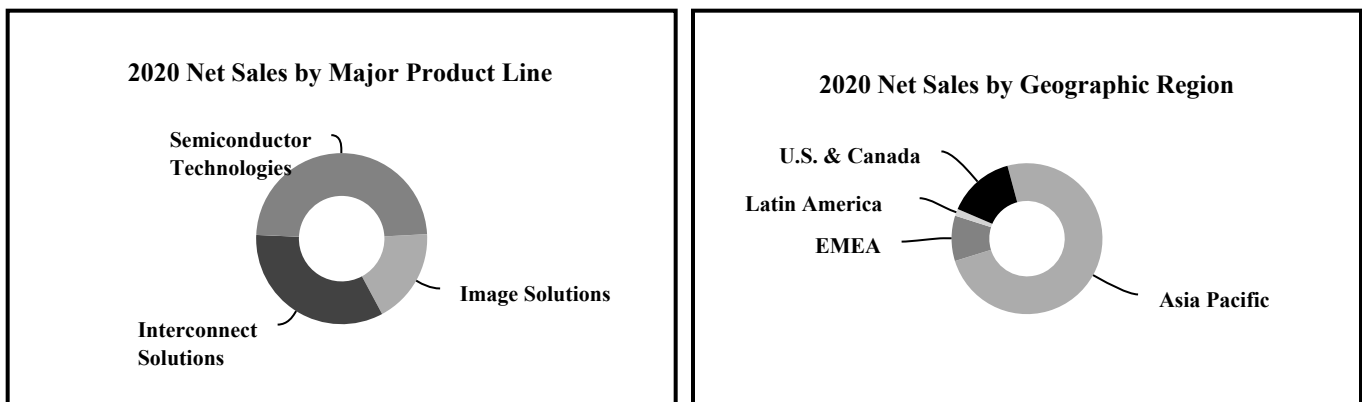 2020 Net Sales by Major Product Line
Semiconductor
Technologies
Image Solutions
Interconnect
Solutions
2020 Net Sales by Geographic Region
U.S. & Canada
Latin America
EMEA
Asia Pacific